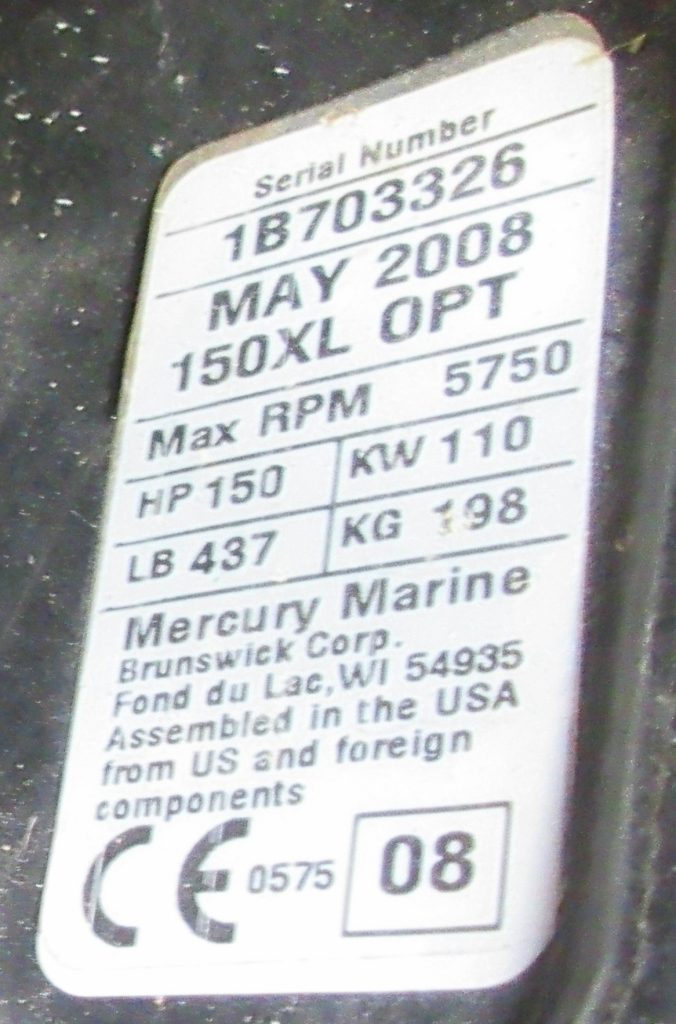 Serial Number
1B703326
MAY 2008
150XL OPT
Max RPM 5750
HP 150 KW 110
LB 437 KG 198
Mercury Marine
Brunswick Corp.
Fond du Lac, WI 54935
Assembled in the USA
from US and foreign
components
CE 0575 08